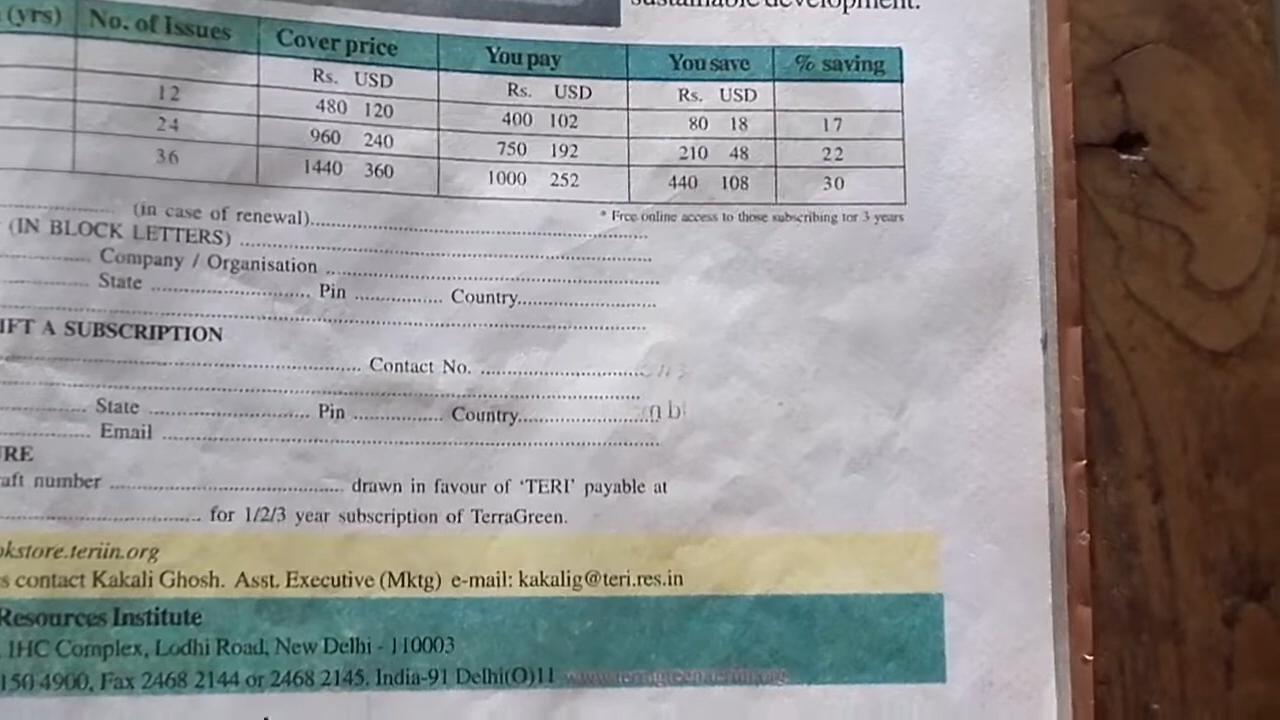 sustainable development.
(yrs) No. of Issues Cover price You pay You save % saving
Rs. USD Rs. USD Rs. USD
12 480 120 400 102 80 18 17
24 960 240 750 192 210 48 22
36 1440 360 1000 252 440 108 30
* Free online access to those subscribing for 3 years
(in case of renewal)
(IN BLOCK LETTERS)
Company / Organisation
State Pin Country
IFT A SUBSCRIPTION
Contact No.
State Pin Country
Email
RE
aft number drawn in favour of ‘TERI’ payable at
for 1/2/3 year subscription of TerraGreen.
okstore.teriin.org
s contact Kakali Ghosh. Asst. Executive (Mktg) e-mail: kakalig@teri.res.in
Resources Institute
IHC Complex, Lodhi Road, New Delhi - 110003
150 4900, Fax 2468 2144 or 2468 2145, India-91 Delhi(O)11